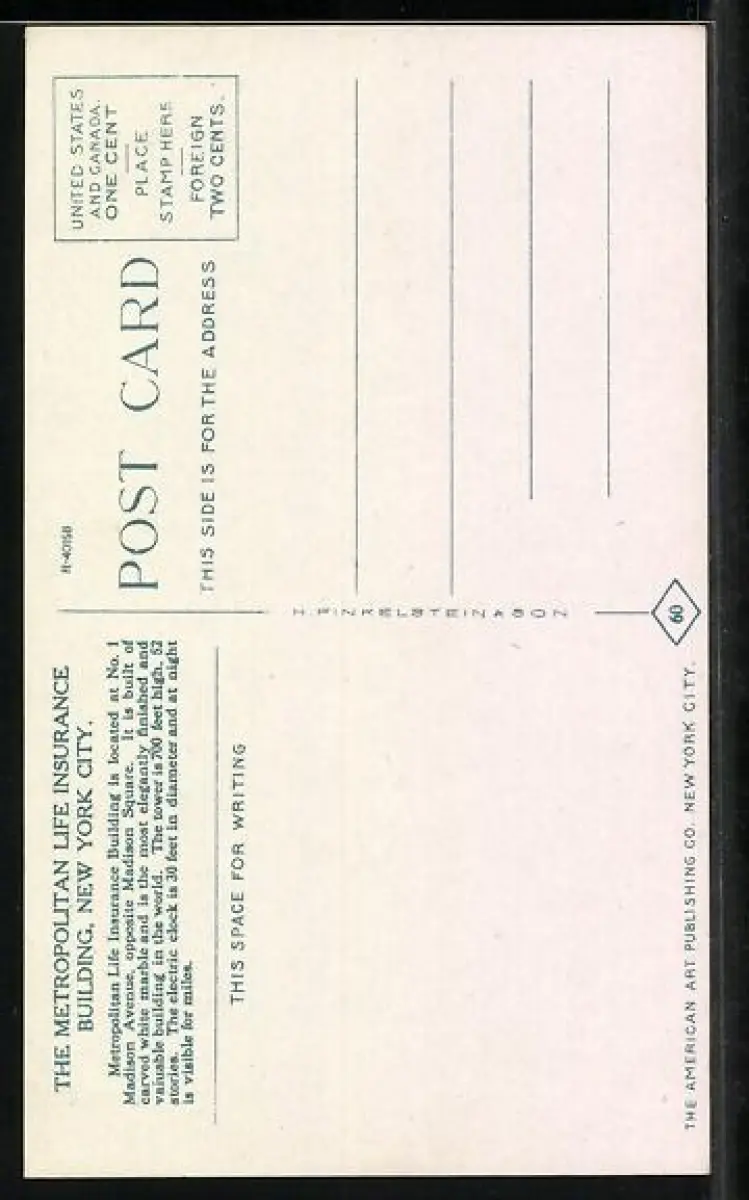 THE METROPOLITAN LIFE INSURANCE
BUILDING, NEW YORK CITY.
Metropolitan Life Insurance Building is located at No. 1
Madison Avenue, opposite Madison Square. It is built of
carved white marble and is the most elegantly finished and
valuable building in the world. The tower is 700 feet high, 52
stories. The electric clock is 30 feet in diameter and at night
is visible for miles.
THIS SPACE FOR WRITING
H-4015B
POST CARD
THIS SIDE IS FOR THE ADDRESS
UNITED STATES
AND CANADA.
ONE CENT
PLACE
STAMP HERE
FOREIGN
TWO CENTS.
THE AMERICAN ART PUBLISHING CO. NEW YORK CITY.
60